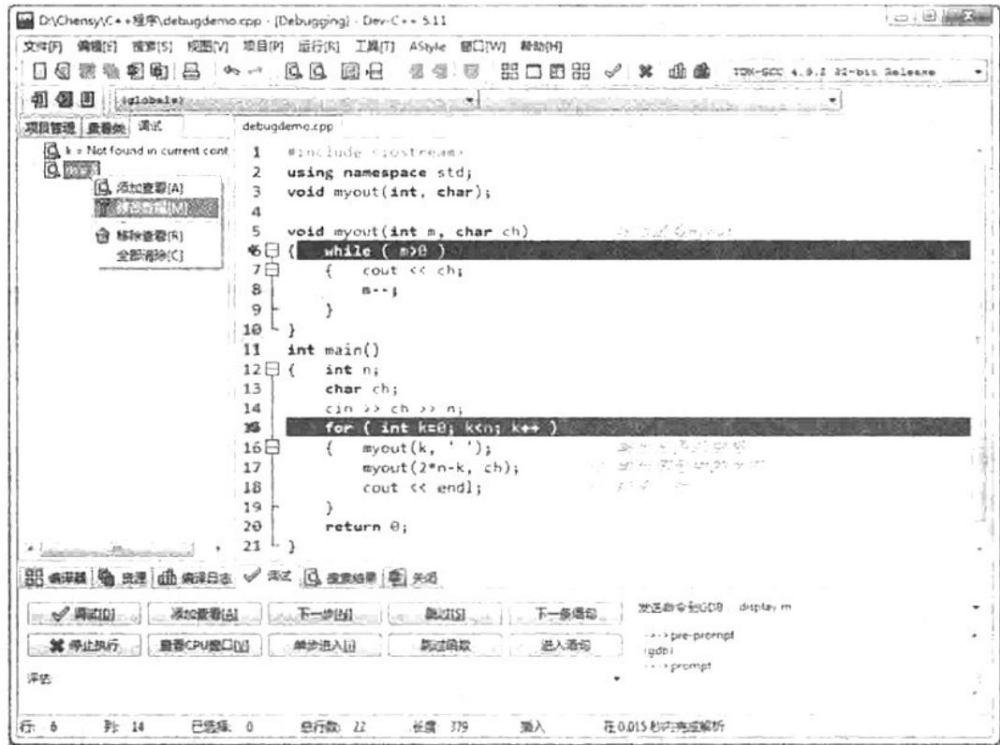 D:\Chensy\C++程序\debugdemo.cpp - [Debugging] - Dev-C++ 5.11
文件[F] 编辑[E] 搜索[S] 视图[V] 项目[P] 运行[R] 工具[T] AStyle 窗口[W] 帮助[H]
TDM-GCC 4.9.2 32-bit Release
(globals)
项目管理 查看类 调试 debugdemo.cpp
k = Not found in current cont
添加查看[A]
移除查看[R]
全部清除[C]
1 #include <iostream>
2 using namespace std;
3 void myout(int, char);
4
5 void myout(int m, char ch)
6 { while ( m>0 )
7 { cout << ch;
8 m--;
9 }
10 }
11 int main()
12 { int n;
13 char ch;
14 cin >> ch >> n;
15 for ( int k=0; k<n; k++ )
16 { myout(k, ' ');
17 myout(2*n-k, ch);
18 cout << endl;
19 }
20 return 0;
21 }
编译器 资源 编译日志 调试 搜索结果 关闭
调试[D] 添加查看[A] 下一步[N] 跳过[S] 下一条语句 发送命令到GDB: display m
停止执行 查看CPU窗口[V] 单步进入[i] 跳过函数 进入语句
->->pre-prompt
(gdb)
->->prompt
评估:
行: 6 列: 14 已选择: 0 总行数: 22 长度: 379 插入 在 0.015 秒内完成解析